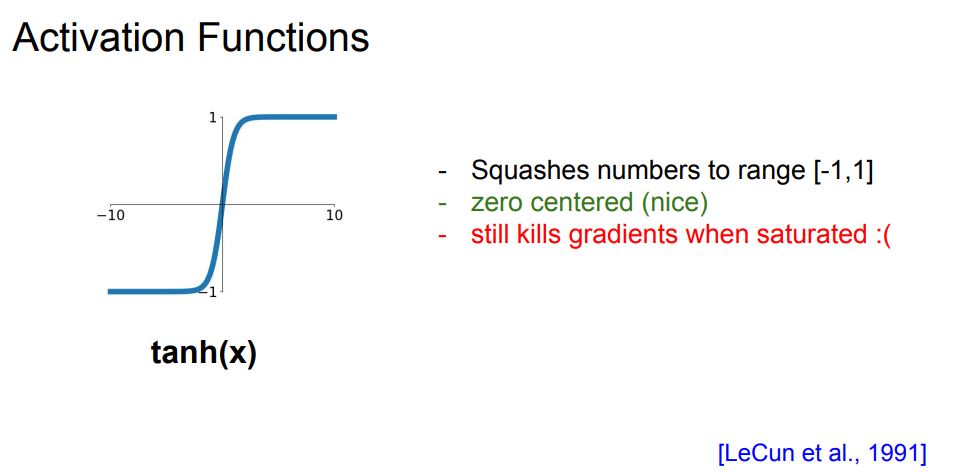 Activation Functions
1
−10
10
−1
tanh(x)
- Squashes numbers to range [-1,1]
- zero centered (nice)
- still kills gradients when saturated :(
[LeCun et al., 1991]